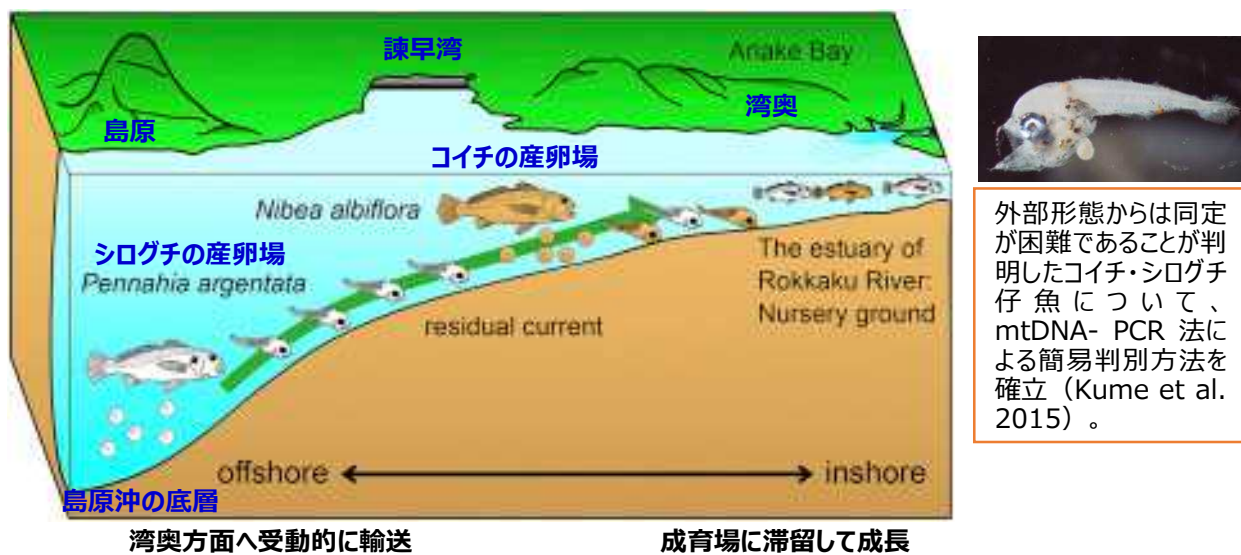 諫早湾
Ariake Bay
島原
湾奥
コイチの産卵場
Nibea albiflora
シログチの産卵場
Pennahia argentata
The estuary of
Rokkaku River:
Nursery ground
residual current
offshore
inshore
島原沖の底層
湾奥方面へ受動的に輸送
成育場に滞留して成長
外部形態からは同定
が困難であることが判
明したコイチ・シログチ
仔魚について、
mtDNA- PCR 法に
よる簡易判別方法を
確立（Kume et al.
2015）。